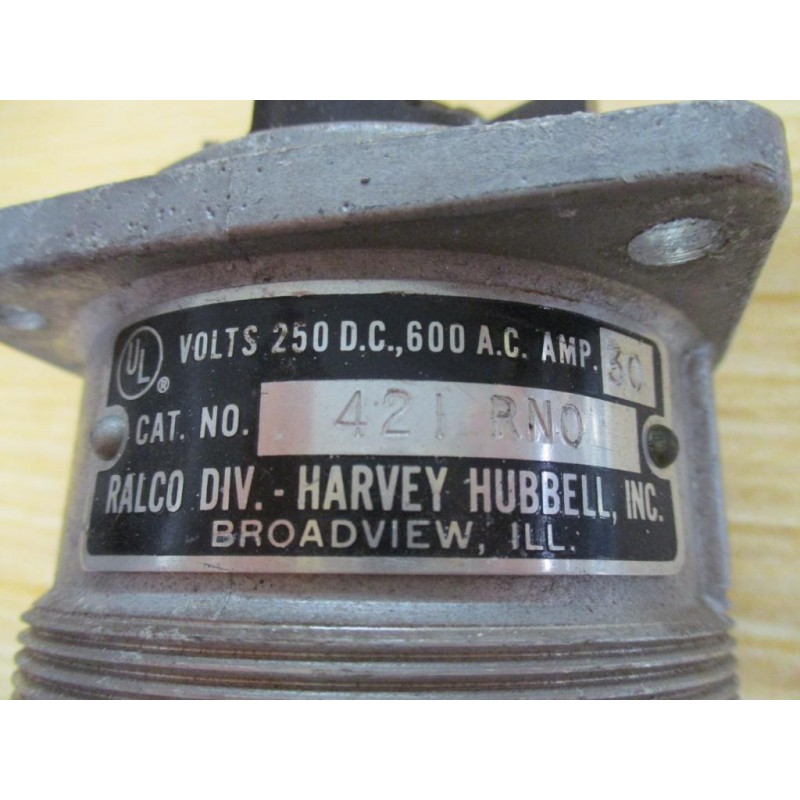 UL ® VOLTS 250 D.C., 600 A.C. AMP. 30
CAT. NO. 421 RNO
RALCO DIV. - HARVEY HUBBELL, INC.
BROADVIEW, ILL.